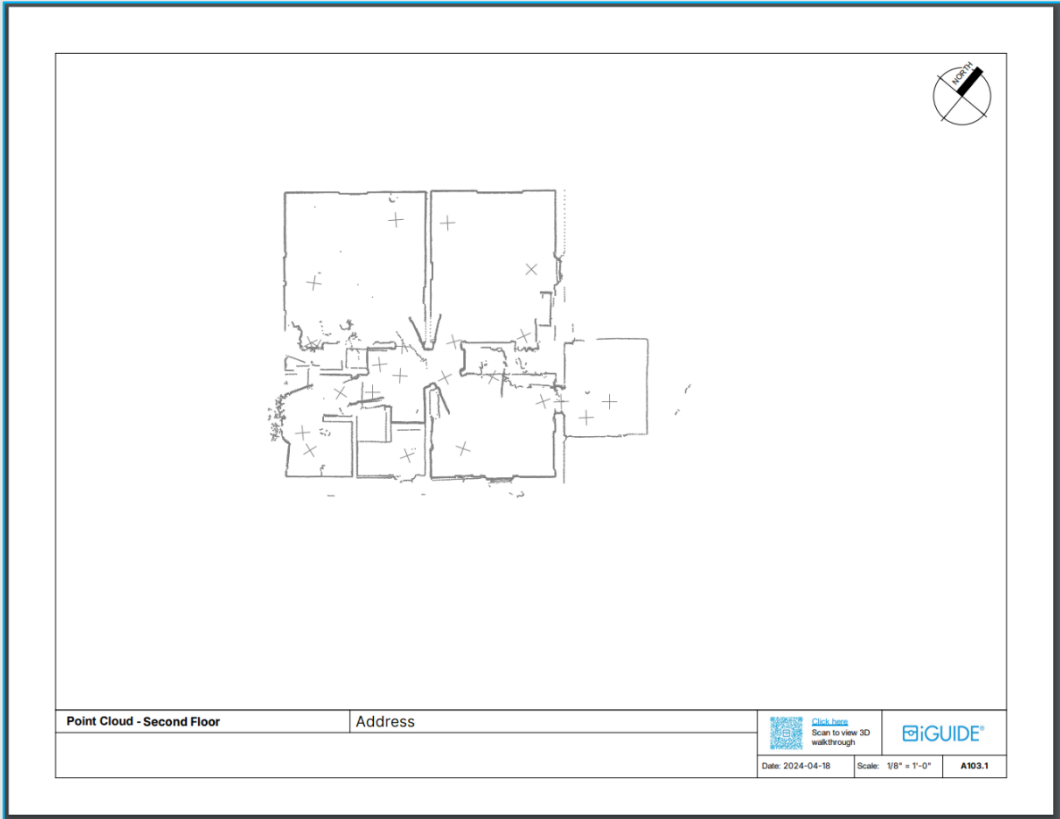 NORTH
Point Cloud - Second Floor
Address
Click here
Scan to view 3D
walkthrough
iGUIDE®
Date: 2024-04-18
Scale: 1/8" = 1'-0"
A103.1